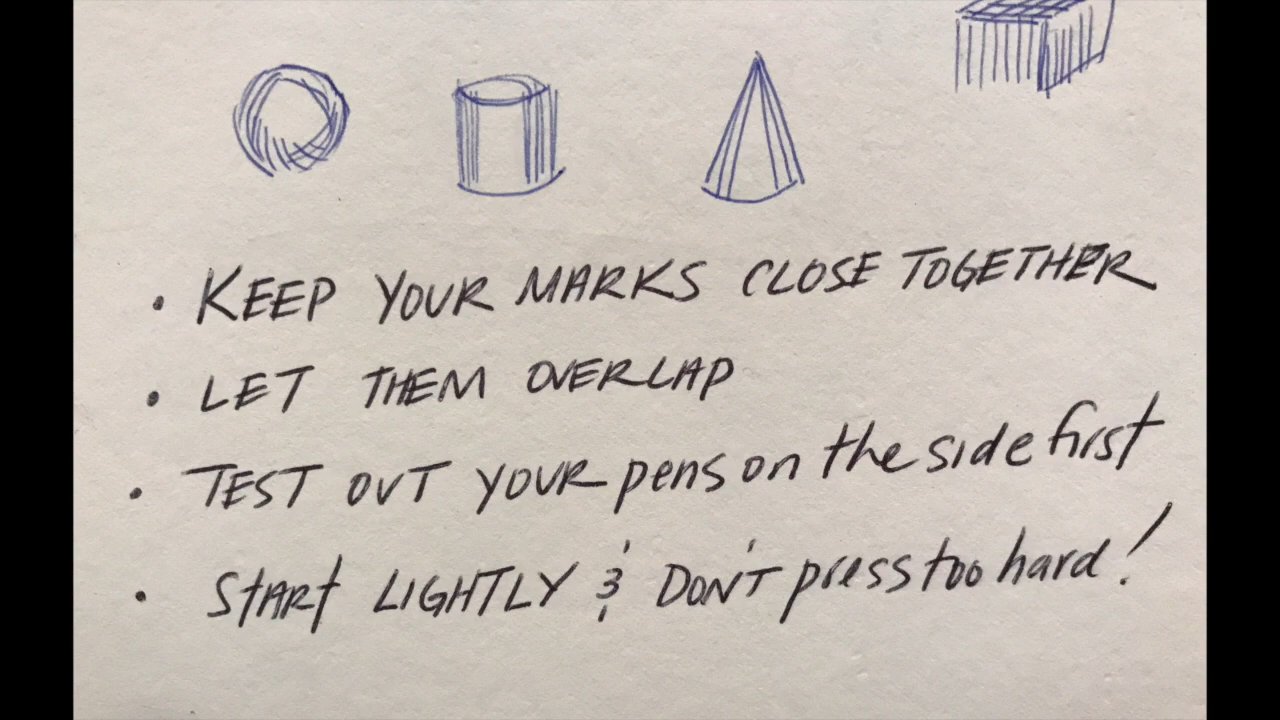 • KEEP YOUR MARKS CLOSE TOGETHER
• LET THEM OVERLAP
• TEST OUT YOUR pens on the side first
• START LIGHTLY & DON'T press too hard!